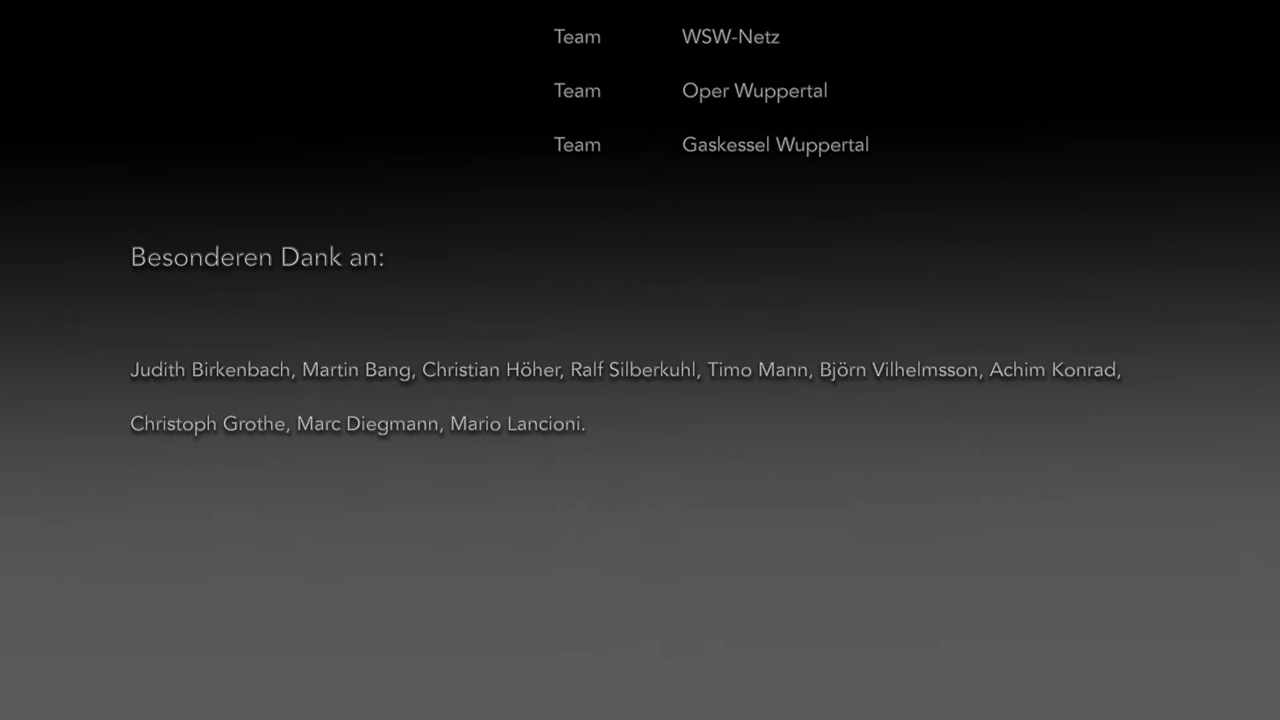 Team WSW-Netz
Team Oper Wuppertal
Team Gaskessel Wuppertal
Besonderen Dank an:
Judith Birkenbach, Martin Bang, Christian Höher, Ralf Silberkuhl, Timo Mann, Björn Vilhelmsson, Achim Konrad,
Christoph Grothe, Marc Diegmann, Mario Lancioni.